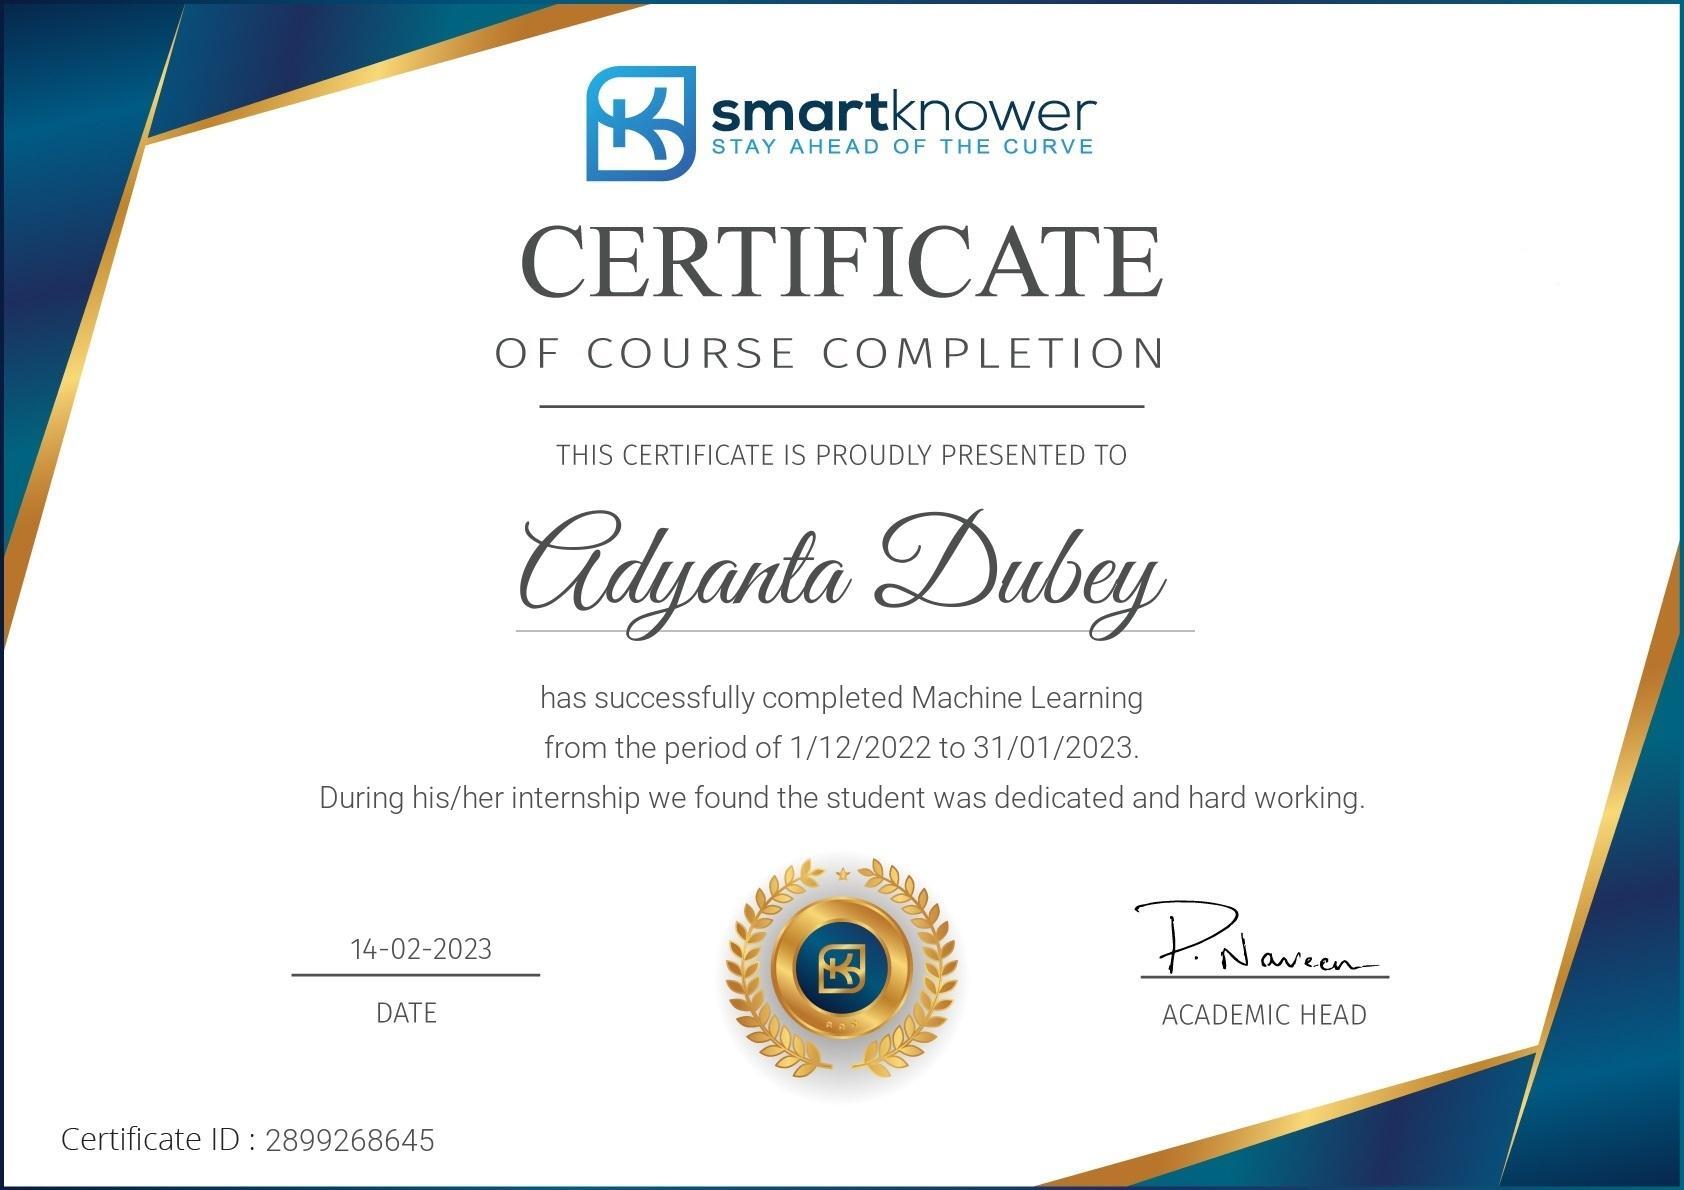 smartknower
STAY AHEAD OF THE CURVE
CERTIFICATE
OF COURSE COMPLETION
THIS CERTIFICATE IS PROUDLY PRESENTED TO
Adyanta Dubey
has successfully completed Machine Learning
from the period of 1/12/2022 to 31/01/2023.
During his/her internship we found the student was dedicated and hard working.
14-02-2023
DATE
P. Naveen
ACADEMIC HEAD
Certificate ID : 2899268645